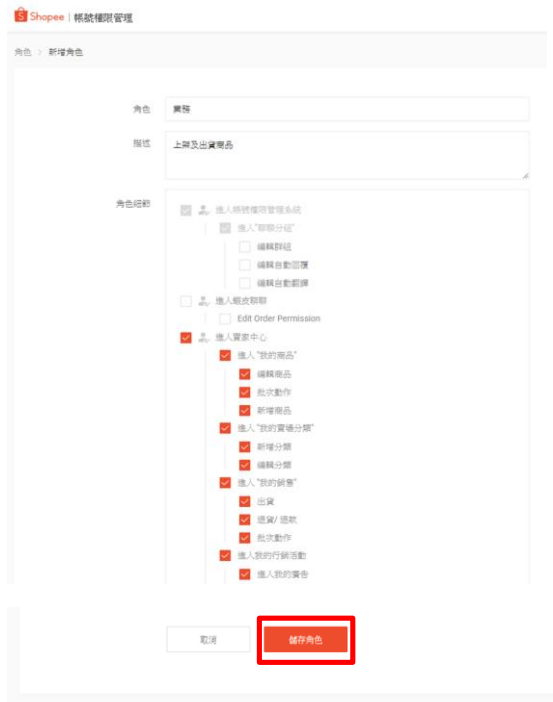 Shopee | 帳號權限管理
角色 > 新增角色
角色 業務
描述 上架及出貨商品
角色細節
進入帳號權限管理系統
進入"聊聊分组"
編輯群組
編輯自動回覆
編輯自動翻譯
進入蝦皮聊聊
Edit Order Permission
進入賣家中心
進入 "我的商品"
編輯商品
批次動作
新增商品
進入 "我的賣場分類"
新增分類
編輯分類
進入 "我的銷售"
出貨
退貨/ 退款
批次動作
進入我的行銷活動
進入我的廣告
取消
儲存角色